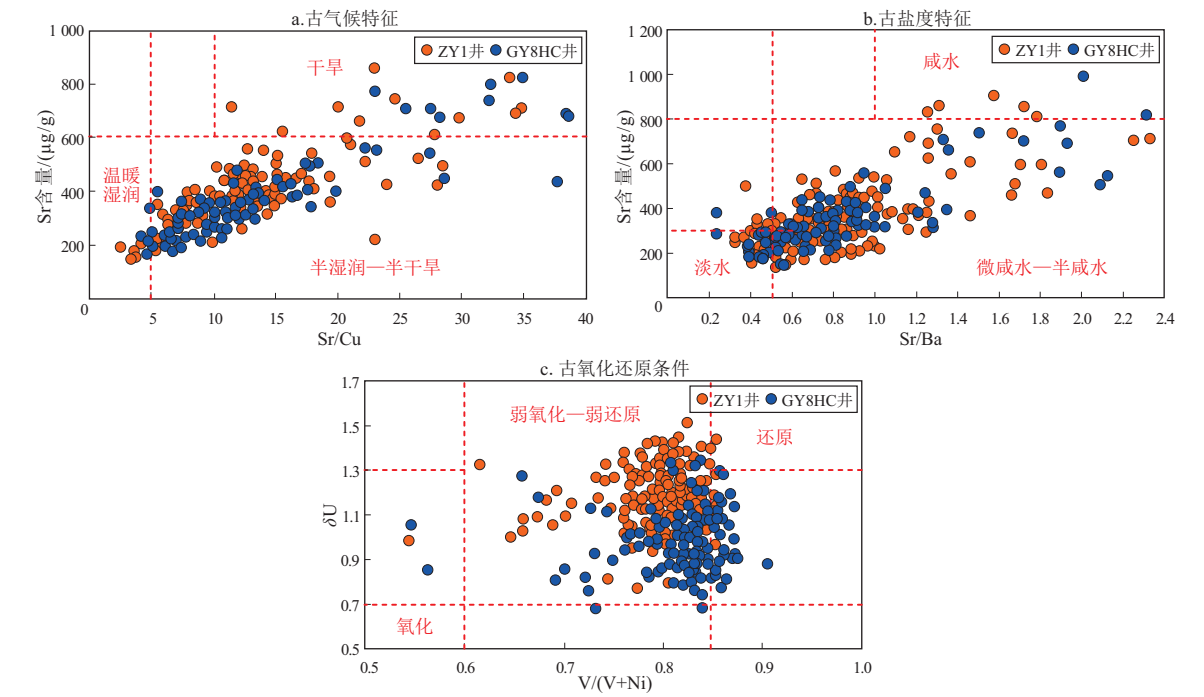 a.古气候特征
1 000
800
600
400
200
0
5
10
15
20
25
30
35
40
Sr含量/(μg/g)
Sr/Cu
ZY1井
GY8HC井
干旱
温暖
湿润
半湿润—半干旱
b.古盐度特征
1 200
1 000
800
600
400
200
0
0.2
0.4
0.6
0.8
1.0
1.2
1.4
1.6
1.8
2.0
2.2
2.4
Sr含量/(μg/g)
Sr/Ba
ZY1井
GY8HC井
咸水
淡水
微咸水—半咸水
c. 古氧化还原条件
1.7
1.5
1.3
1.1
0.9
0.7
0.5
0.5
0.6
0.7
0.8
0.9
1.0
δU
V/(V+Ni)
ZY1井
GY8HC井
弱氧化—弱还原
还原
氧化